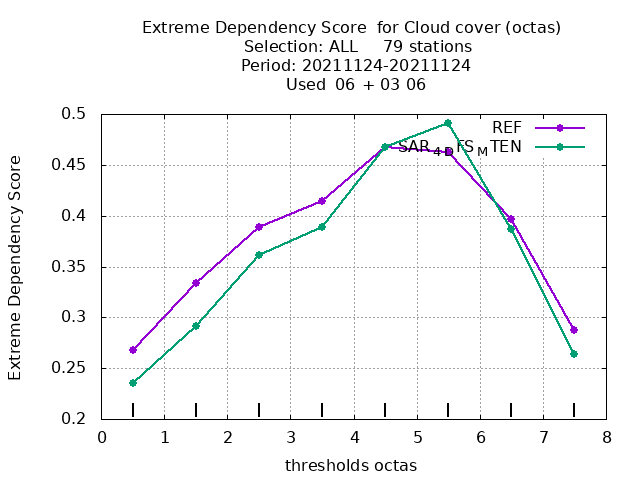 Extreme Dependency Score for Cloud cover (octas)
Selection: ALL 79 stations
Period: 20211124-20211124
Used 06 + 03 06
REF
SAR4DTSMTEN
Extreme Dependency Score
0.5
0.45
0.4
0.35
0.3
0.25
0.2
0 1 2 3 4 5 6 7 8
thresholds octas